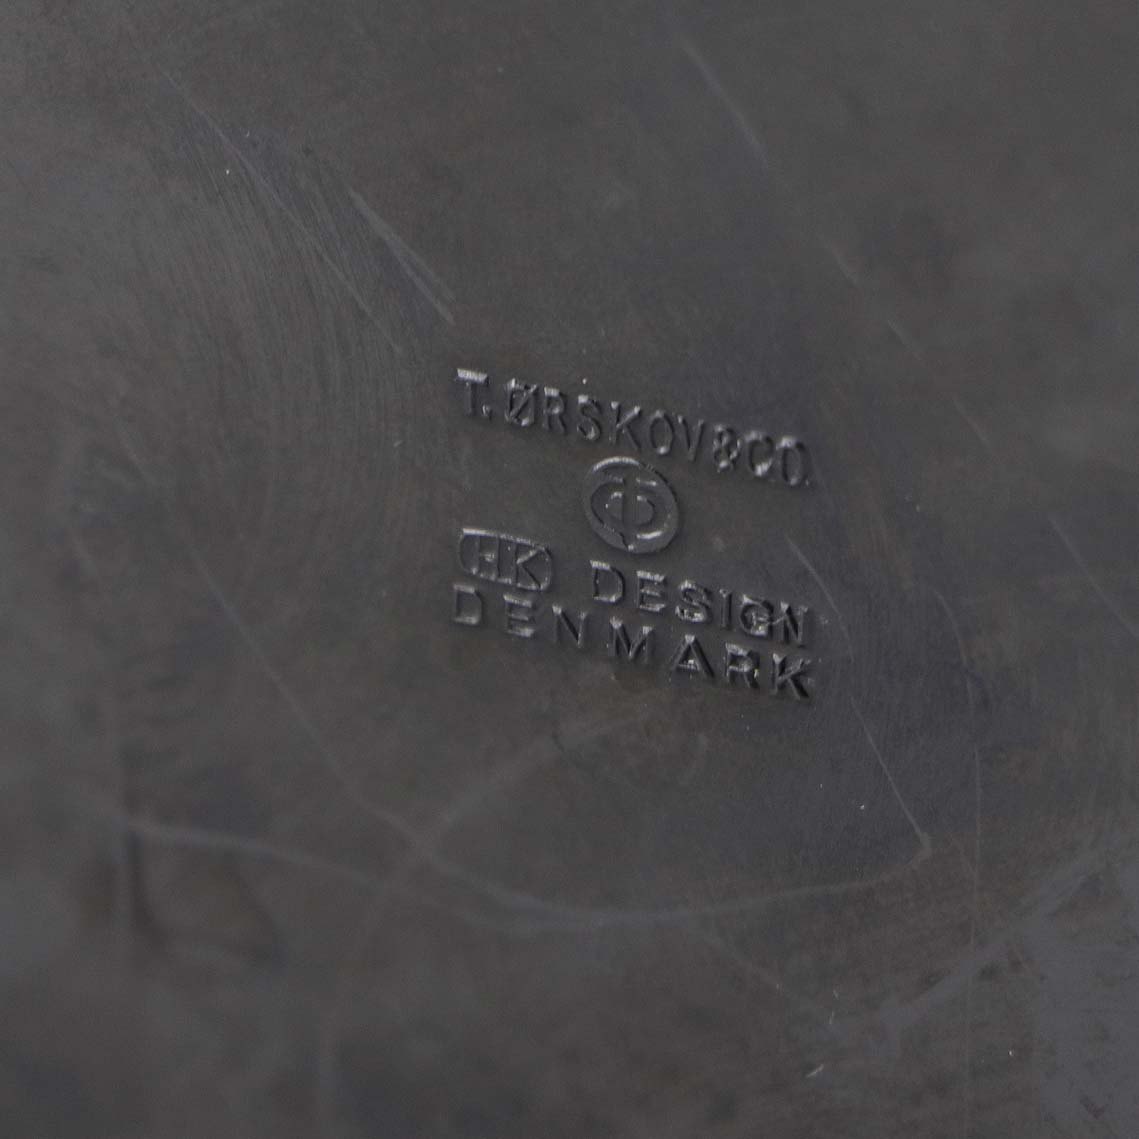 T. ØRSKOV & CO.
HK DESIGN
DENMARK